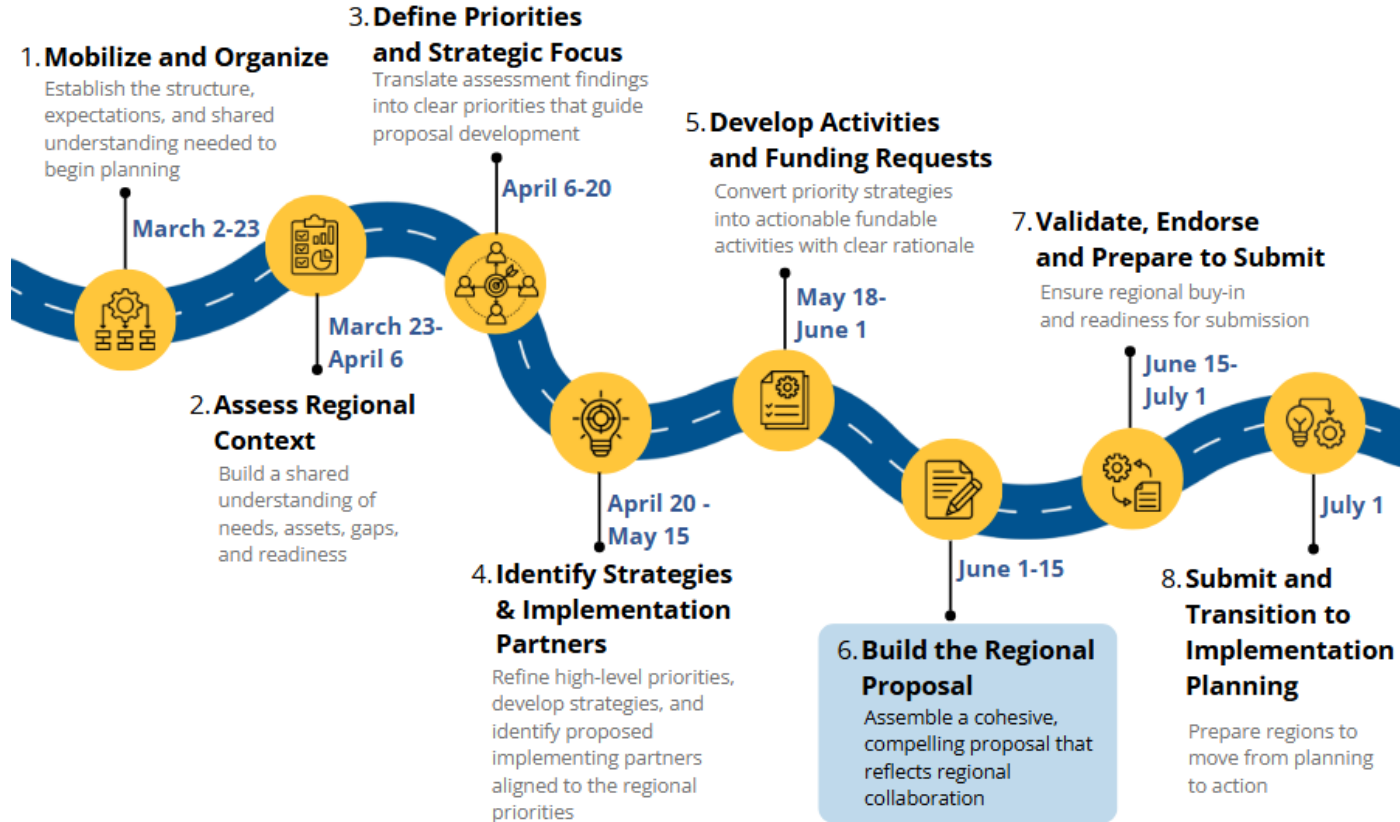 1. Mobilize and Organize
Establish the structure,
expectations, and shared
understanding needed to
begin planning
March 2-23
March 23-
April 6
2. Assess Regional
Context
Build a shared
understanding of
needs, assets, gaps,
and readiness
3. Define Priorities
and Strategic Focus
Translate assessment findings
into clear priorities that guide
proposal development
April 6-20
April 20 -
May 15
4. Identify Strategies
& Implementation
Partners
Refine high-level priorities,
develop strategies, and
identify proposed
implementing partners
aligned to the regional
priorities
5. Develop Activities
and Funding Requests
Convert priority strategies
into actionable fundable
activities with clear rationale
May 18-
June 1
June 1-15
6. Build the Regional
Proposal
Assemble a cohesive,
compelling proposal that
reflects regional
collaboration
7. Validate, Endorse
and Prepare to Submit
Ensure regional buy-in
and readiness for submission
June 15-
July 1
July 1
8. Submit and
Transition to
Implementation
Planning
Prepare regions to
move from planning
to action